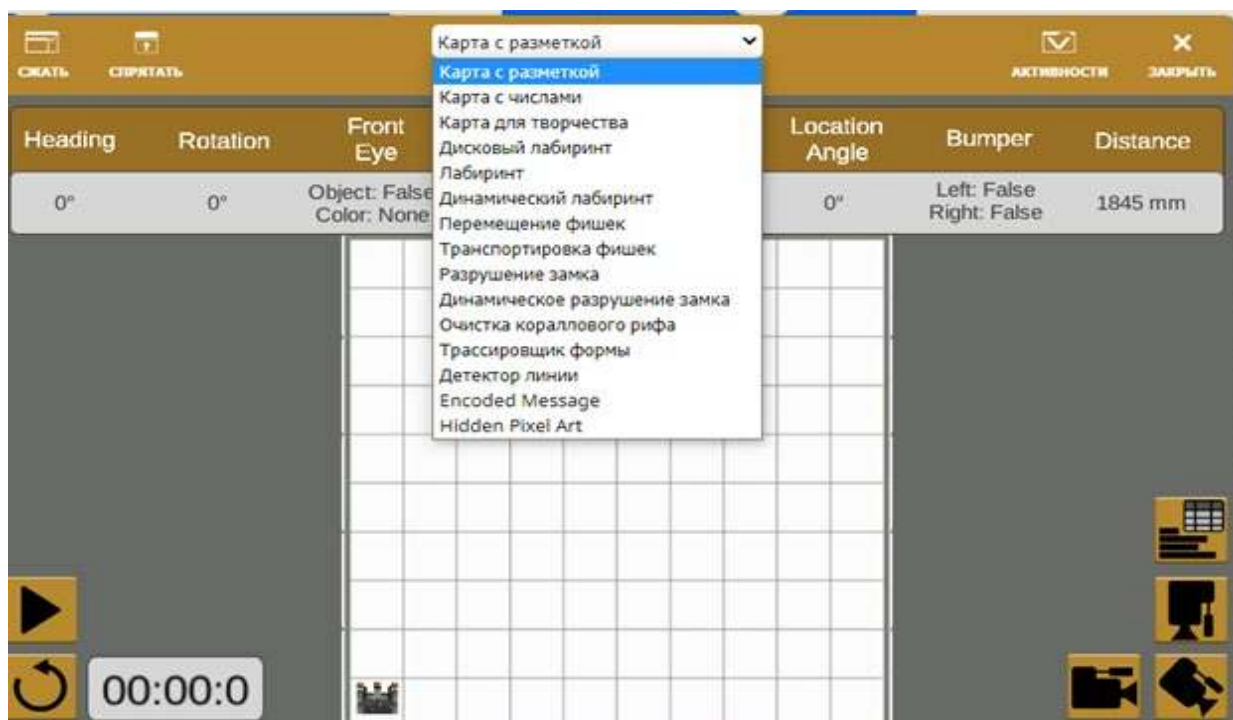 Карта с разметкой
СЖАТЬ
СПРЯТАТЬ
АКТИВНОСТИ
ЗАКРЫТЬ
Карта с разметкой
Карта с числами
Карта для творчества
Дисковый лабиринт
Лабиринт
Динамический лабиринт
Перемещение фишек
Транспортировка фишек
Разрушение замка
Динамическое разрушение замка
Очистка кораллового рифа
Трассировщик формы
Детектор линии
Encoded Message
Hidden Pixel Art
Heading
Rotation
Front
Eye
Location
Angle
Bumper
Distance
0°
0°
Object: False
Color: None
0°
Left: False
Right: False
1845 mm
00:00:0